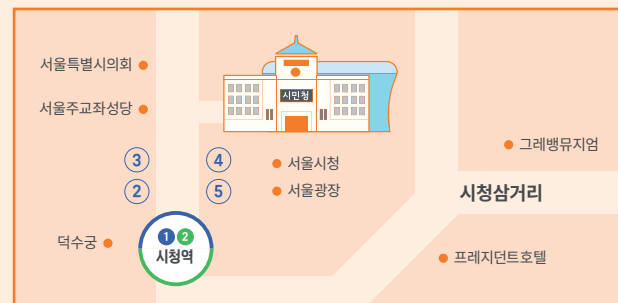 서울특별시의회
서울주교좌성당
시민청
3
4
2
5
서울시청
서울광장
그레뱅뮤지엄
시청삼거리
덕수궁
1 2
시청역
프레지던트호텔